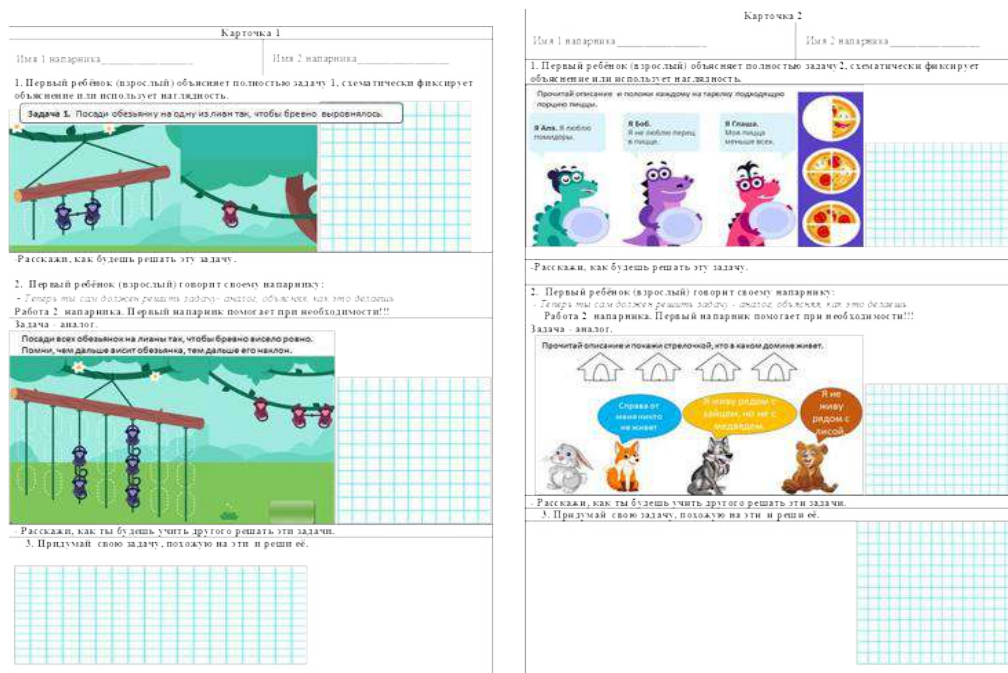 Карточка 1
Имя 1 напарника__________________
Имя 2 напарника_________________
1. Первый ребёнок (взрослый) объясняет полностью задачу 1, схематически фиксирует
объяснение или использует наглядность.
Задача 1. Посади обезьянку на одну из лиан так, чтобы бревно выровнялось.
-Расскажи, как будешь решать эту задачу.
2. Первый ребёнок (взрослый) говорит своему напарнику:
- Теперь ты сам должен решить задачу- аналог, объясняя, как это делаешь
Работа 2 напарника. Первый напарник помогает при необходимости!!!
Задача - аналог.
Посади всех обезьянок на лианы так, чтобы бревно висело ровно.
Помни, чем дальше висит обезьянка, тем дальше его наклон.
- Расскажи, как ты будешь учить другого решать эти задачи.
3. Придумай свою задачу, похожую на эти и реши её.
Карточка 2
Имя 1 напарника__________________
Имя 2 напарника_________________
1. Первый ребёнок (взрослый) объясняет полностью задачу 2, схематически фиксирует
объяснение или использует наглядность.
Прочитай описание и положи каждому на тарелку подходящую
порцию пиццы.
Я Аля. Я люблю
помидоры.
Я Боб.
Я не люблю перец
в пицце.
Я Глаша.
Моя пицца
меньше всех.
-Расскажи, как будешь решать эту задачу.
2. Первый ребёнок (взрослый) говорит своему напарнику:
- Теперь ты сам должен решить задачу - аналог, объясняя, как это делаешь
Работа 2 напарника. Первый напарник помогает при необходимости!!!
Задача - аналог.
Прочитай описание и покажи стрелочкой, кто в каком домике живет.
Справа от
меня никто
не живет
Я живу рядом с
зайцем, но не с
медведем.
Я не
живу
рядом с
лисой
- Расскажи, как ты будешь учить другого решать эти задачи.
3. Придумай свою задачу, похожую на эти и реши её.